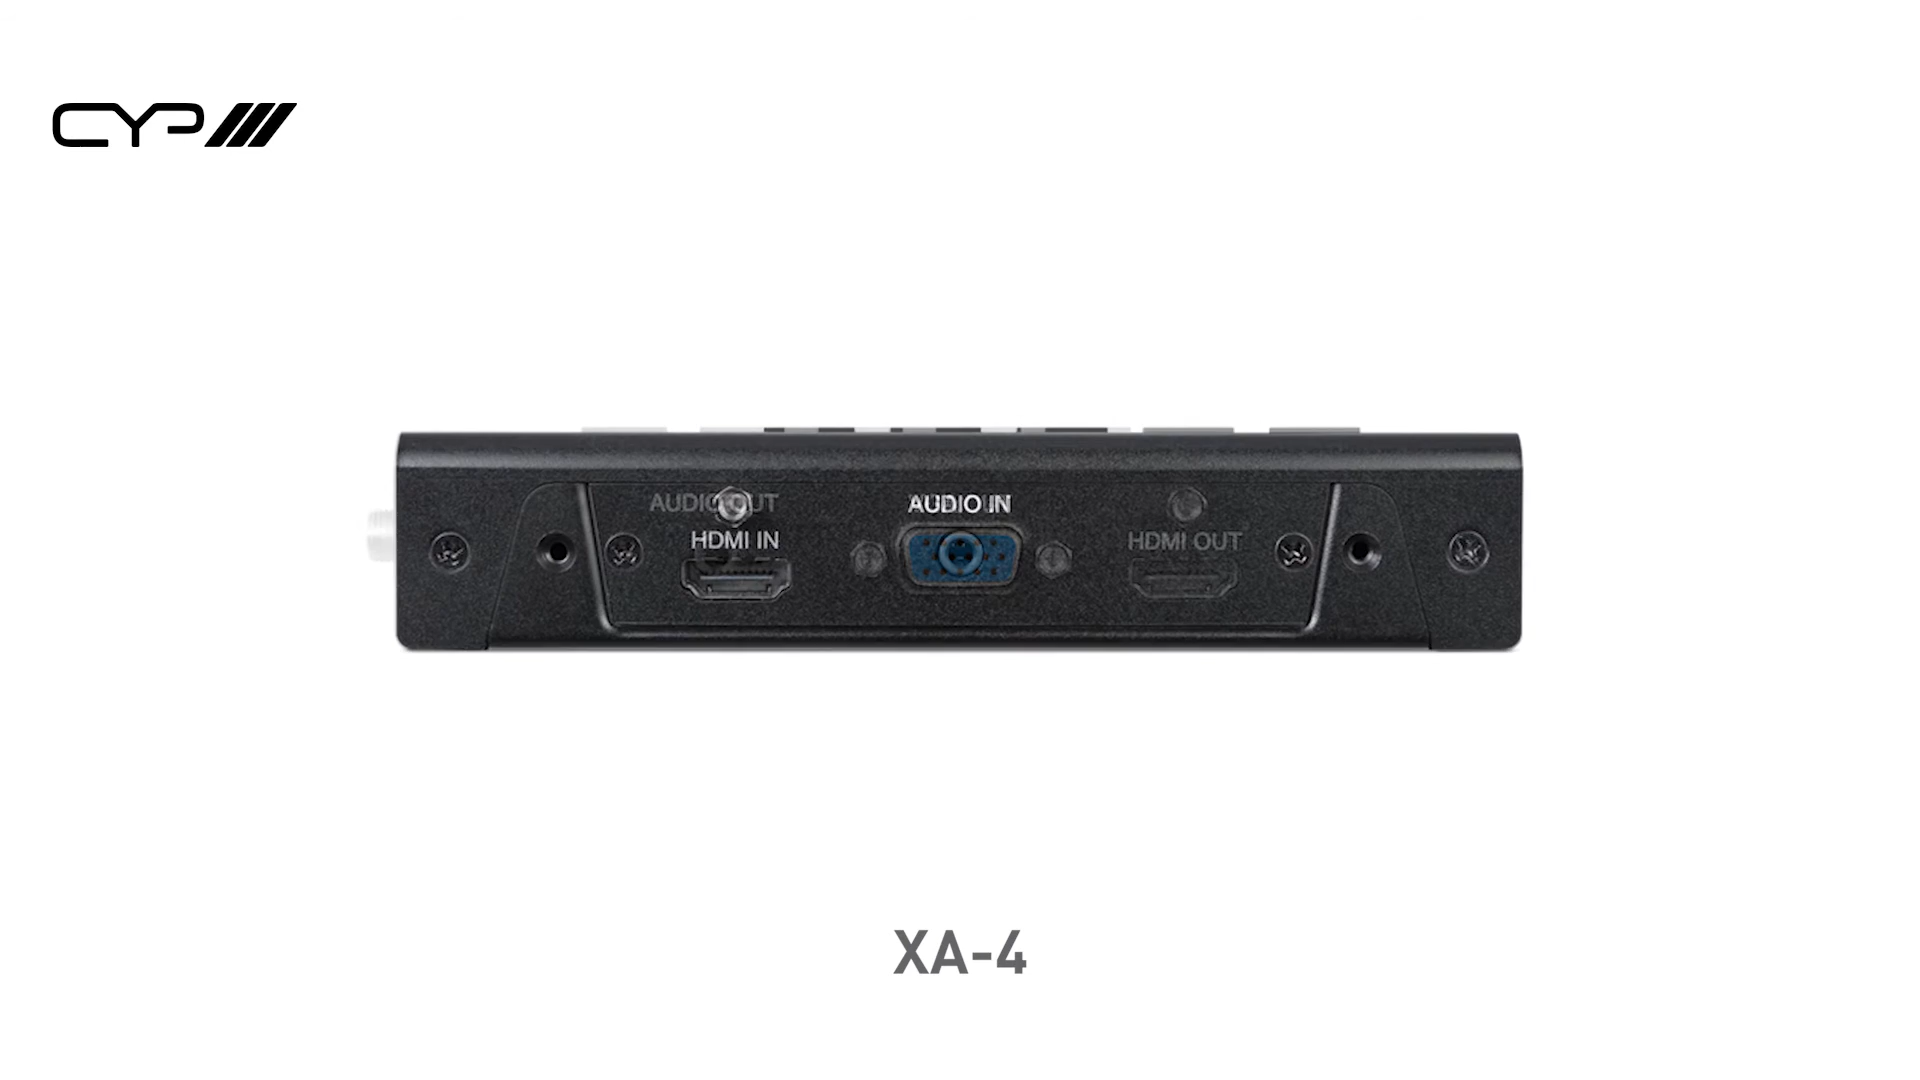 CYP
AUDIO OUT
AUDIO IN
HDMI IN
HDMI OUT
XA-4